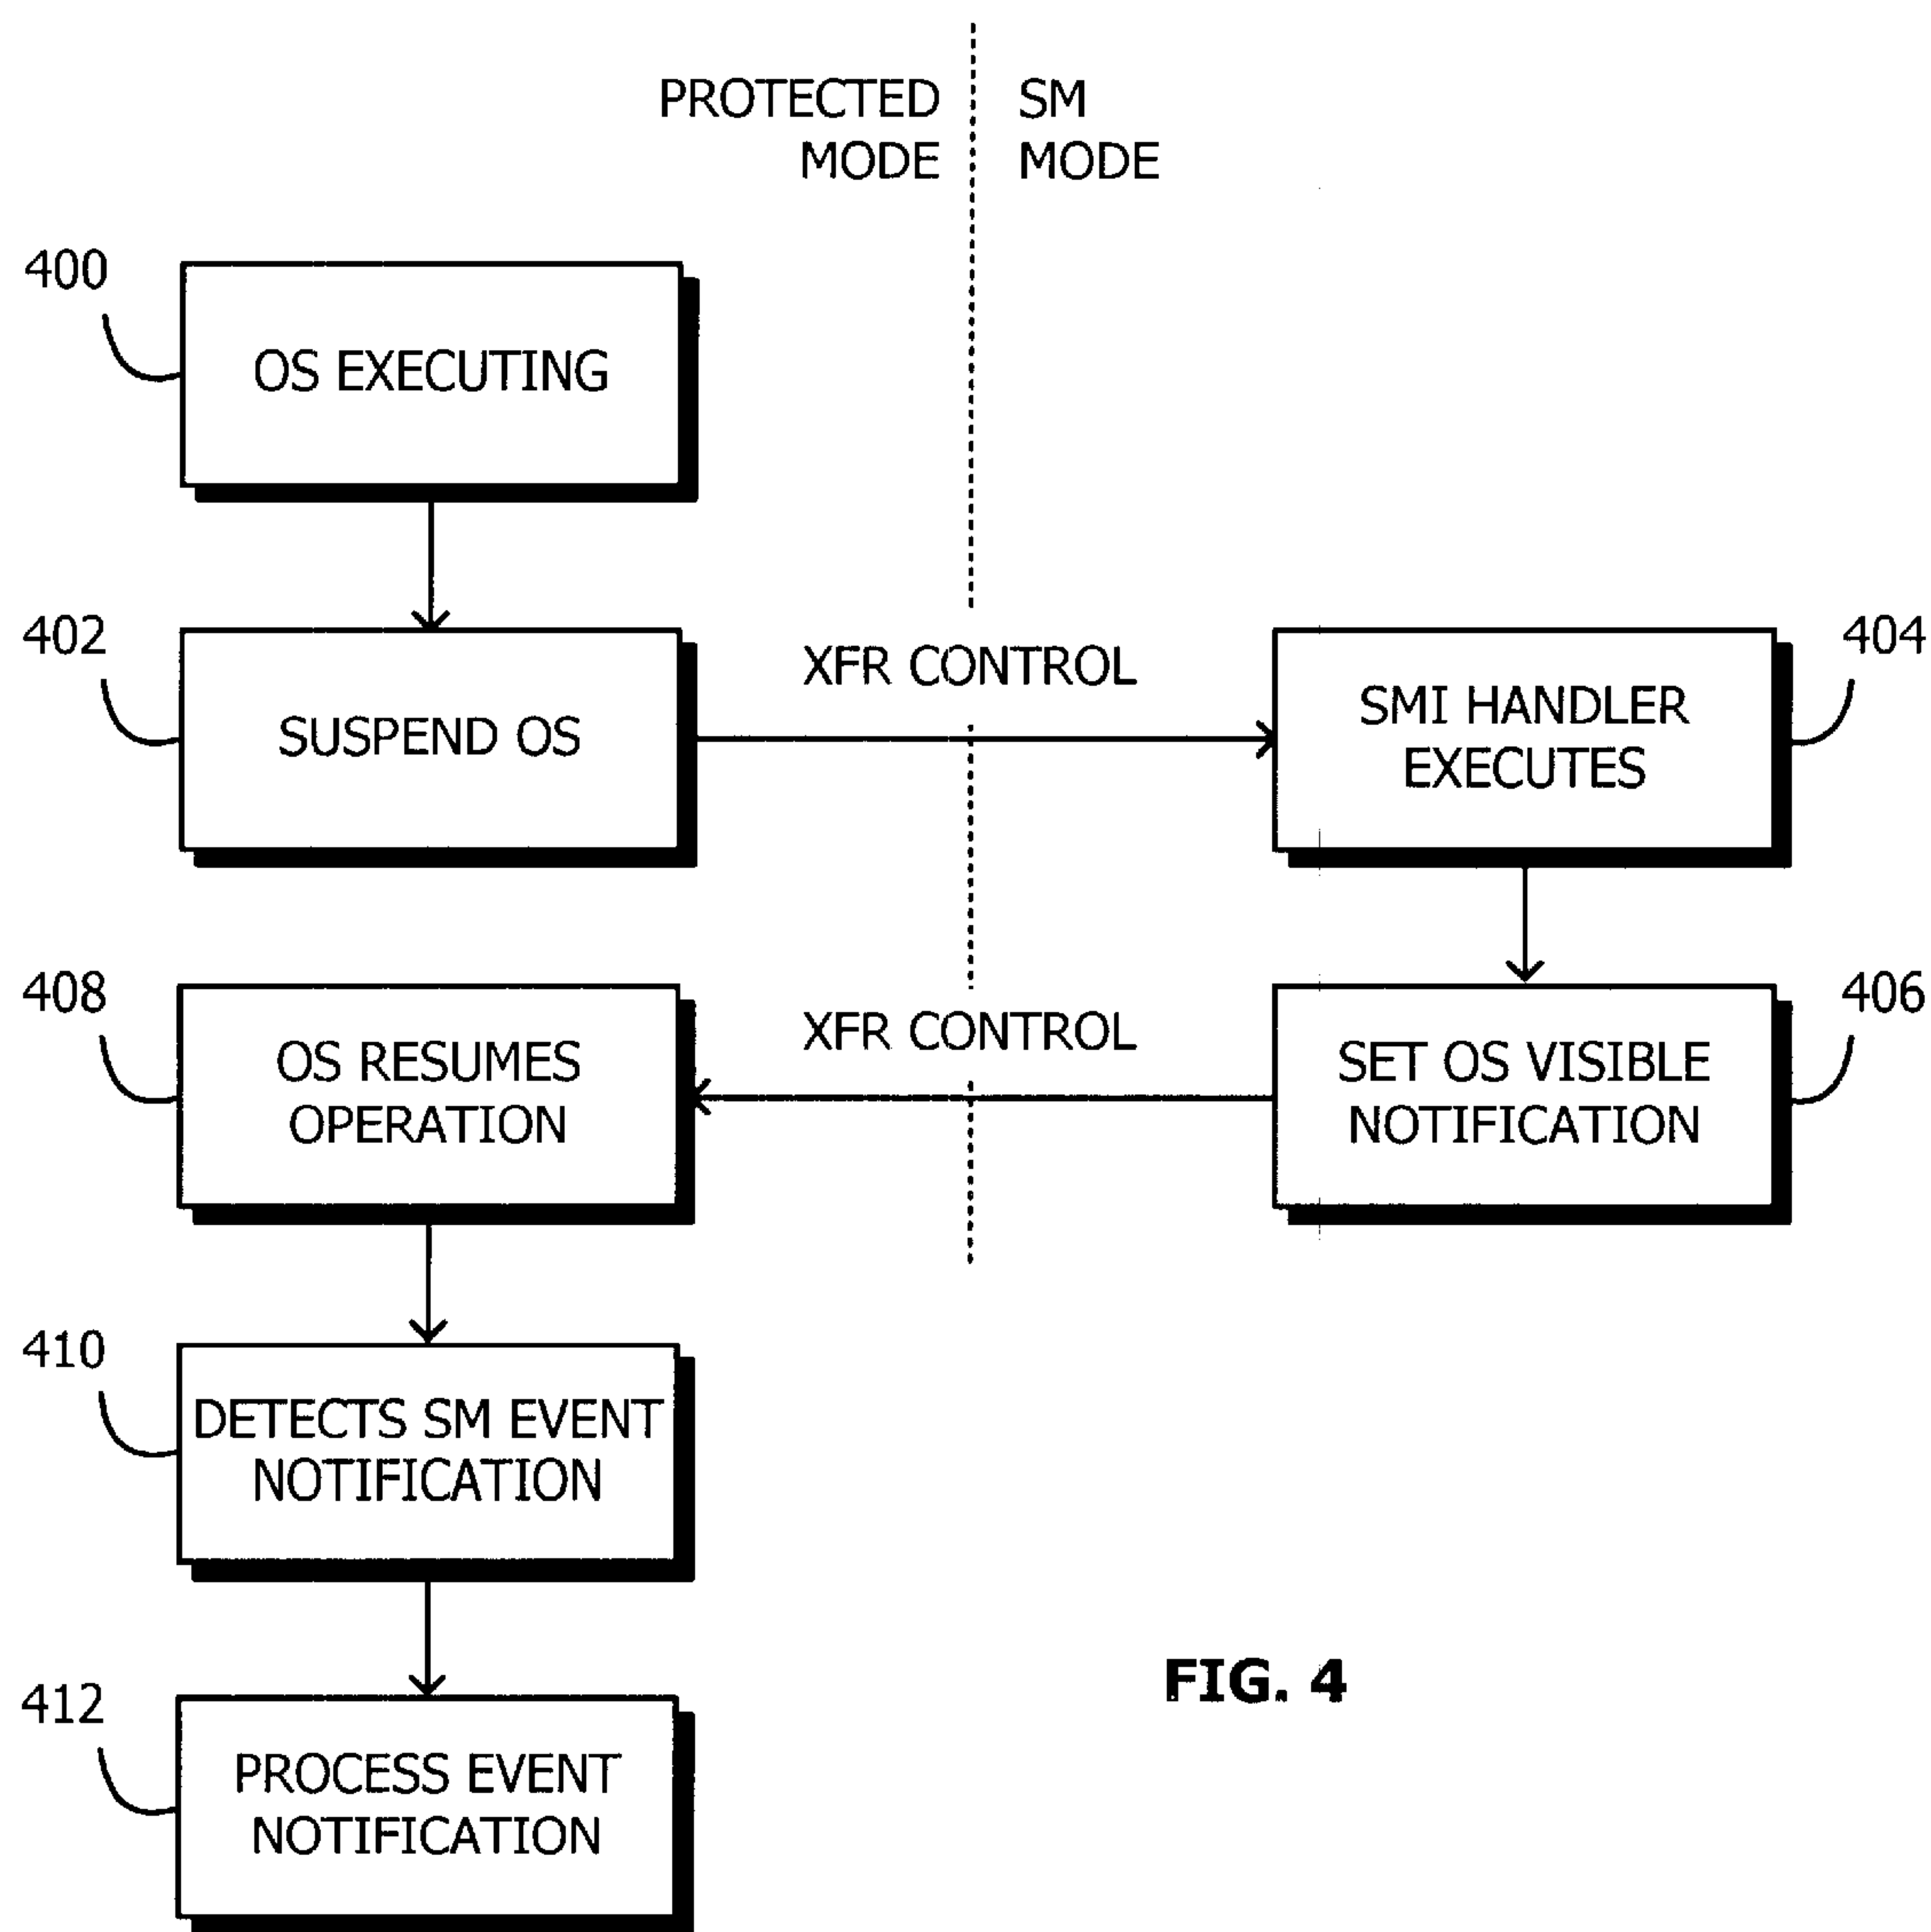 PROTECTED
MODE
SM
MODE
400
OS EXECUTING
402
SUSPEND OS
XFR CONTROL
404
SMI HANDLER
EXECUTES
408
OS RESUMES
OPERATION
XFR CONTROL
406
SET OS VISIBLE
NOTIFICATION
410
DETECTS SM EVENT
NOTIFICATION
412
PROCESS EVENT
NOTIFICATION
FIG. 4